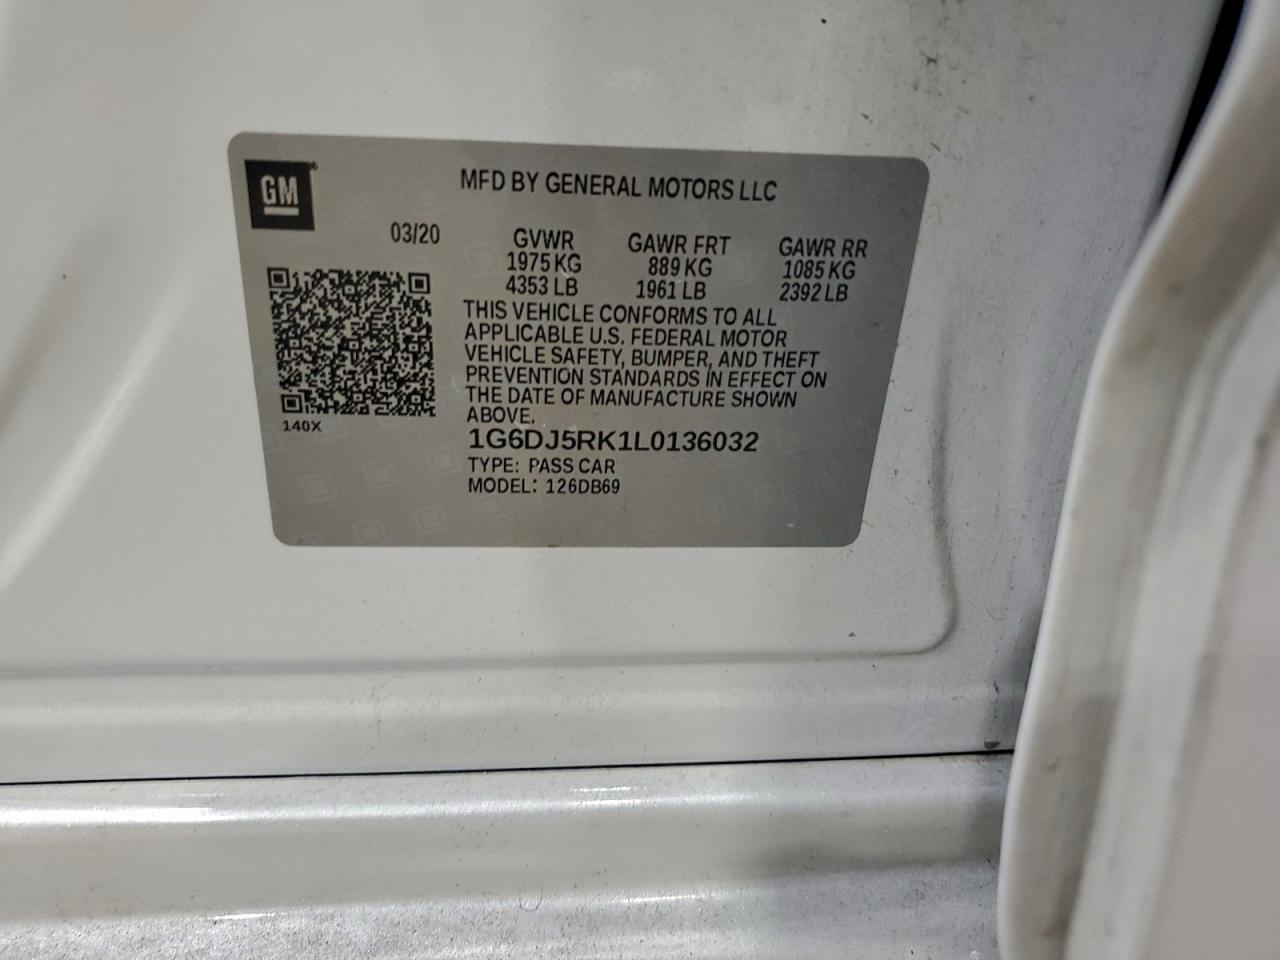 GM
MFD BY GENERAL MOTORS LLC
03/20
GVWR GAWR FRT GAWR RR
1975 KG 889 KG 1085 KG
4353 LB 1961 LB 2392 LB
THIS VEHICLE CONFORMS TO ALL
APPLICABLE U.S. FEDERAL MOTOR
VEHICLE SAFETY, BUMPER, AND THEFT
PREVENTION STANDARDS IN EFFECT ON
THE DATE OF MANUFACTURE SHOWN
ABOVE.
140X
1G6DJ5RK1L0136032
TYPE: PASS CAR
MODEL: 126DB69